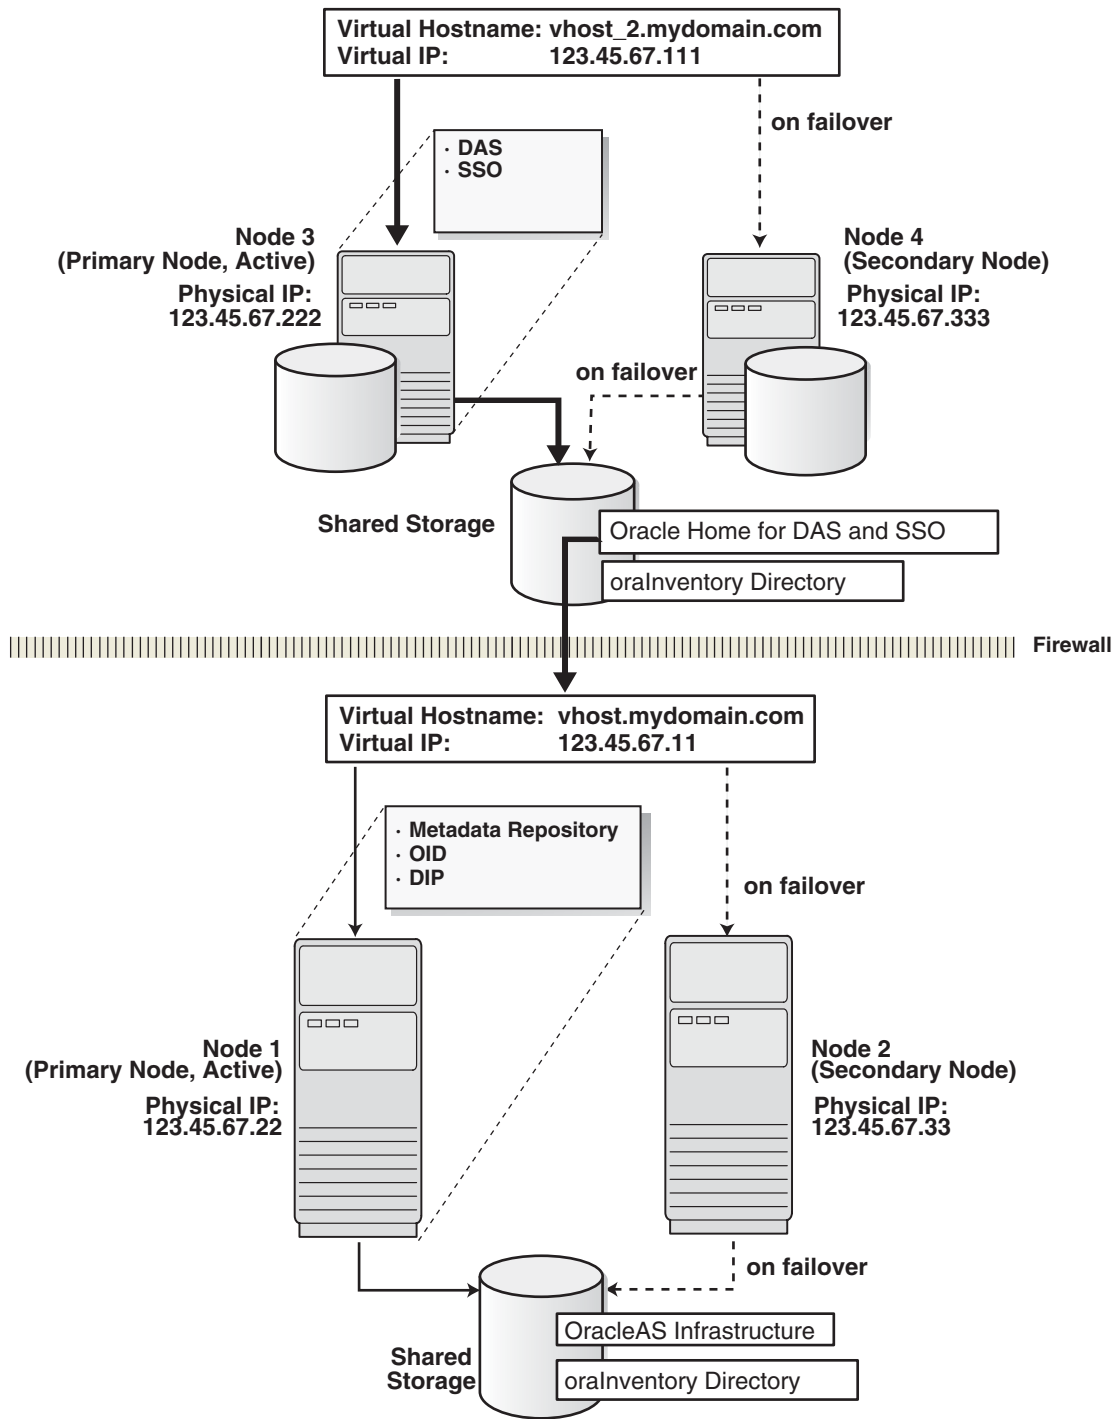 Virtual Hostname: vhost_2.mydomain.com
Virtual IP: 123.45.67.111
on failover
· DAS
· SSO
Node 3
(Primary Node, Active)
Physical IP:
123.45.67.222
Node 4
(Secondary Node)
Physical IP:
123.45.67.333
on failover
Shared Storage
Oracle Home for DAS and SSO
oraInventory Directory
Firewall
Virtual Hostname: vhost.mydomain.com
Virtual IP: 123.45.67.11
· Metadata Repository
· OID
· DIP
on failover
Node 1
(Primary Node, Active)
Physical IP:
123.45.67.22
Node 2
(Secondary Node)
Physical IP:
123.45.67.33
on failover
OracleAS Infrastructure
Shared
Storage
oraInventory Directory